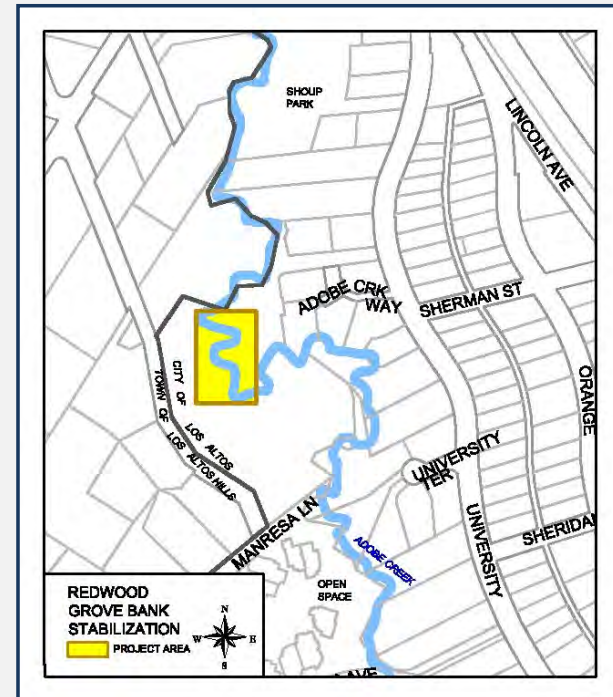 SHOUP
PARK
LINCOLN AVE
ADOBE CRK
WAY
SHERMAN ST
ORANGE
CITY OF
LOS ALTOS
TOWN OF
LOS ALTOS HILLS
UNIVERSITY
TER
UNIVERSITY
SHERIDAN
MANRESA LN
ADOBE CREEK
OPEN
SPACE
AVE
REDWOOD
GROVE BANK
STABILIZATION
PROJECT AREA
N
W E
S